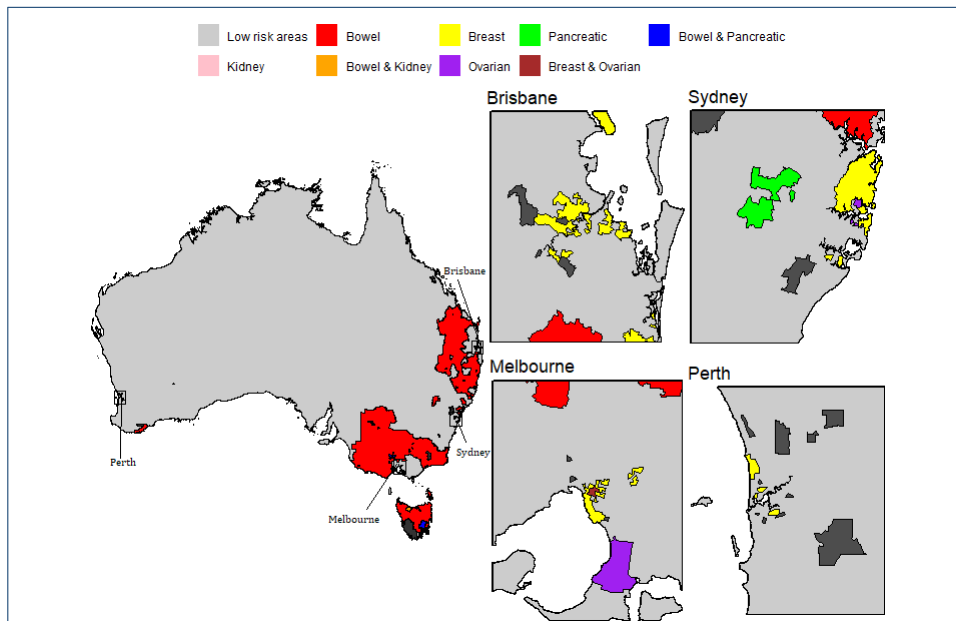 Low risk areas Bowel Breast Pancreatic Bowel & Pancreatic
Kidney Bowel & Kidney Ovarian Breast & Ovarian
Brisbane
Sydney
Brisbane
Melbourne
Perth
Perth
Sydney
Melbourne